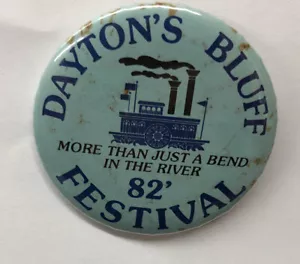 DAYTON'S BLUFF
MORE THAN JUST A BEND
IN THE RIVER
82'
FESTIVAL